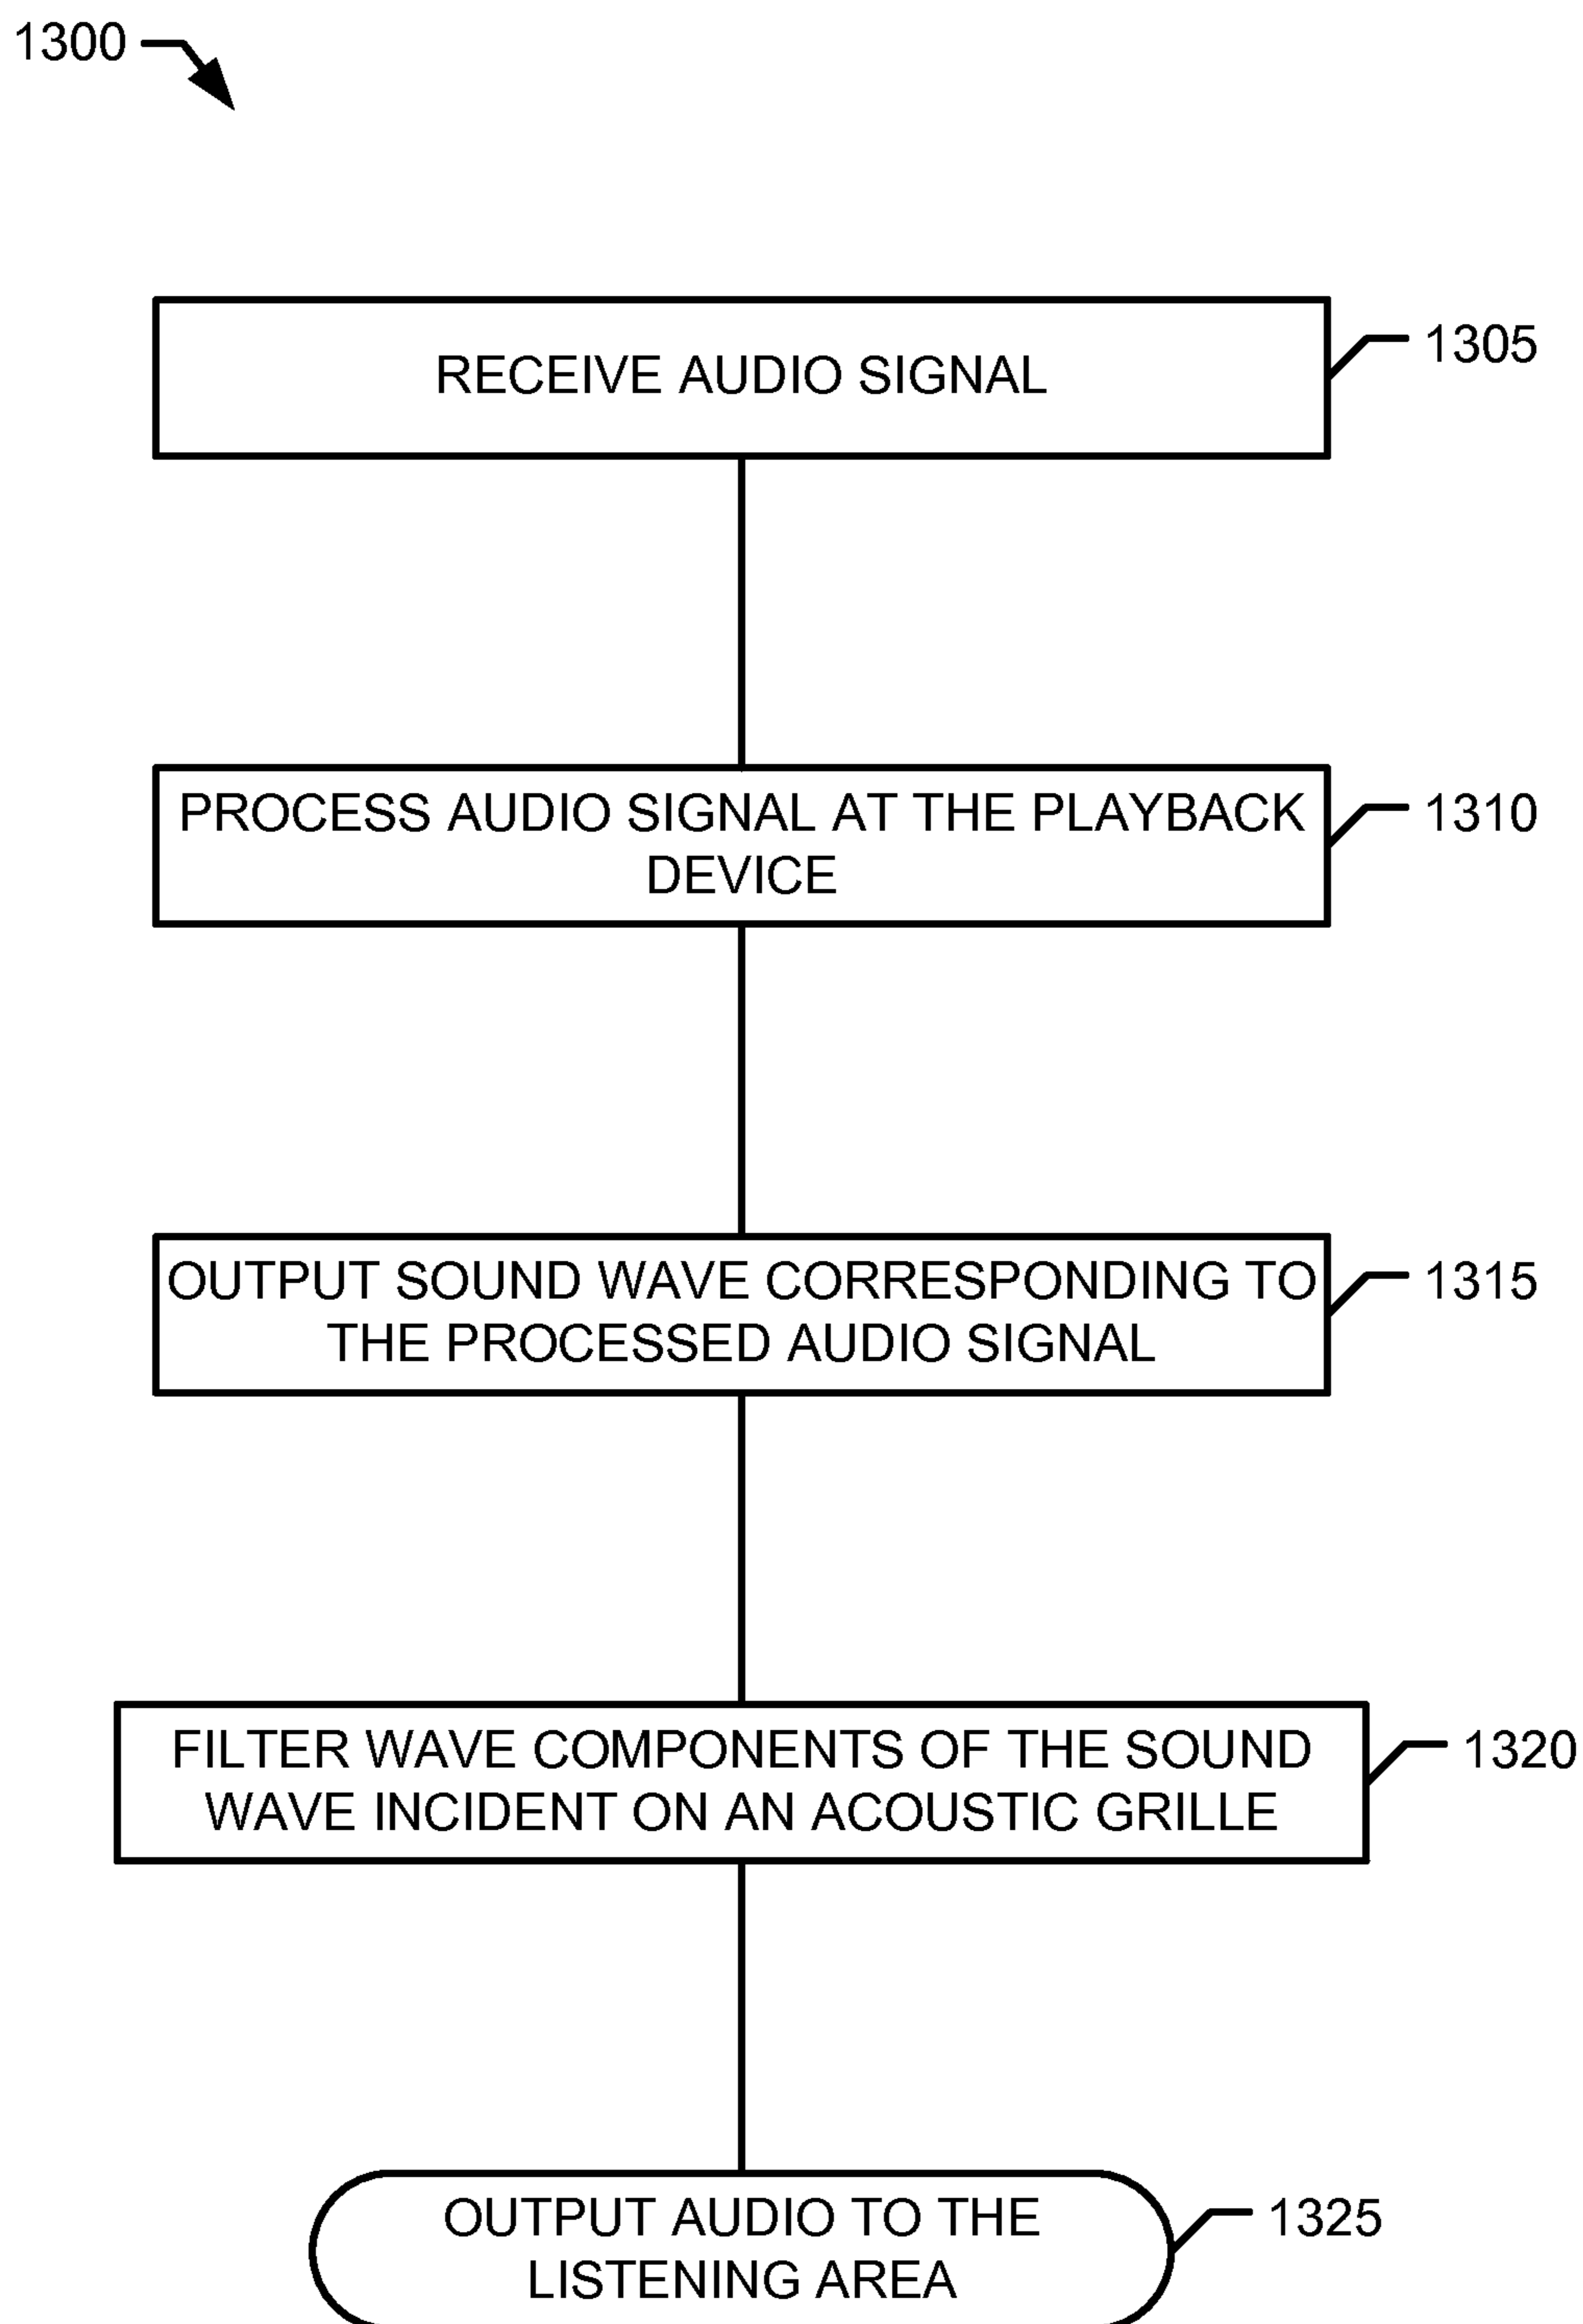 1300
RECEIVE AUDIO SIGNAL
1305
PROCESS AUDIO SIGNAL AT THE PLAYBACK
DEVICE
1310
OUTPUT SOUND WAVE CORRESPONDING TO
THE PROCESSED AUDIO SIGNAL
1315
FILTER WAVE COMPONENTS OF THE SOUND
WAVE INCIDENT ON AN ACOUSTIC GRILLE
1320
OUTPUT AUDIO TO THE
LISTENING AREA
1325